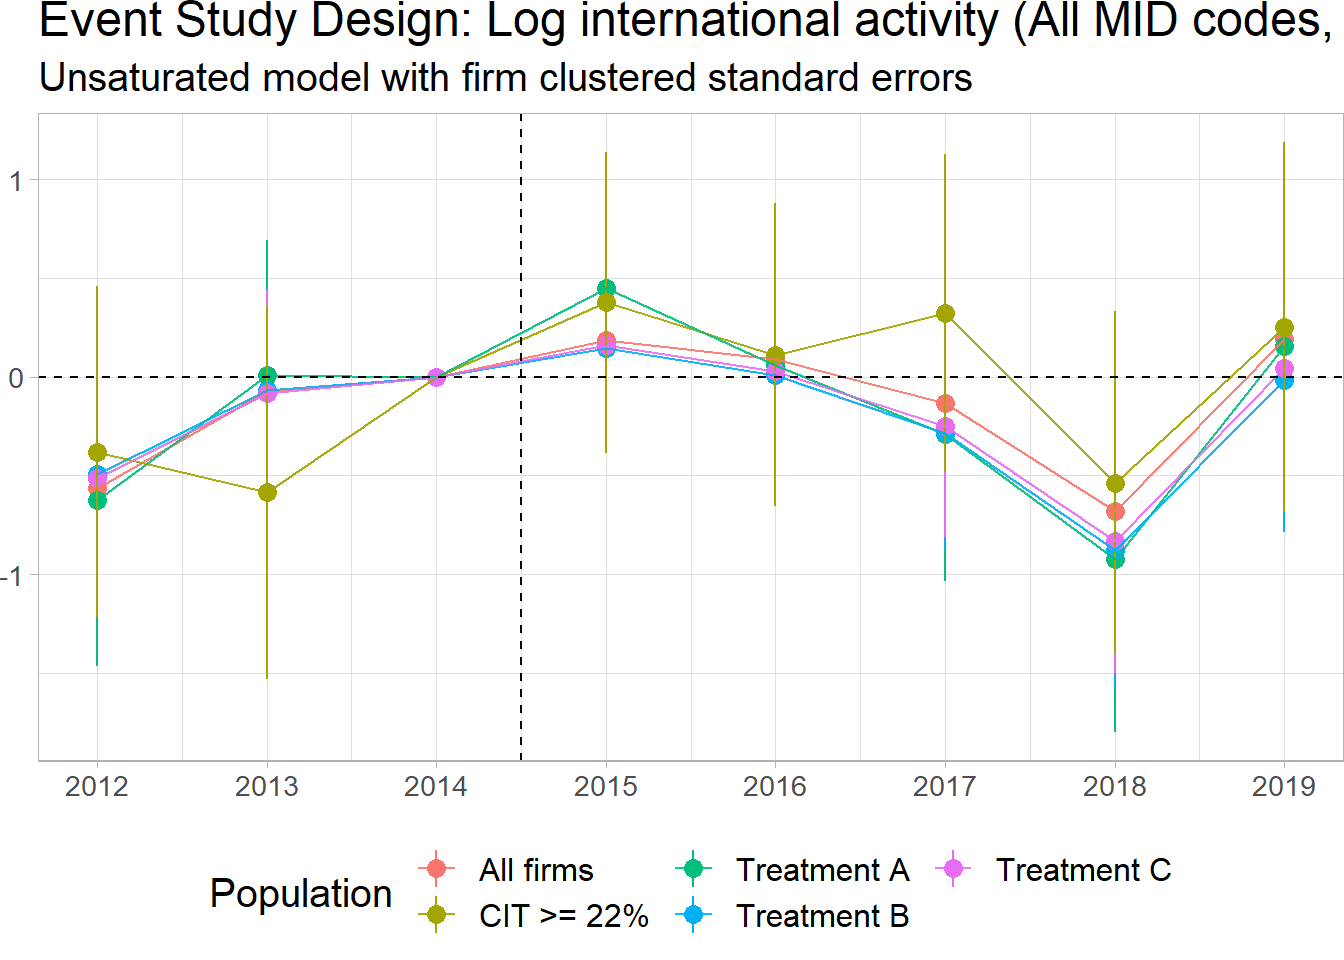 Event Study Design: Log international activity (All MID codes,
Unsaturated model with firm clustered standard errors
1
0
-1
2012 2013 2014 2015 2016 2017 2018 2019
Population
All firms Treatment A Treatment C
CIT >= 22% Treatment B